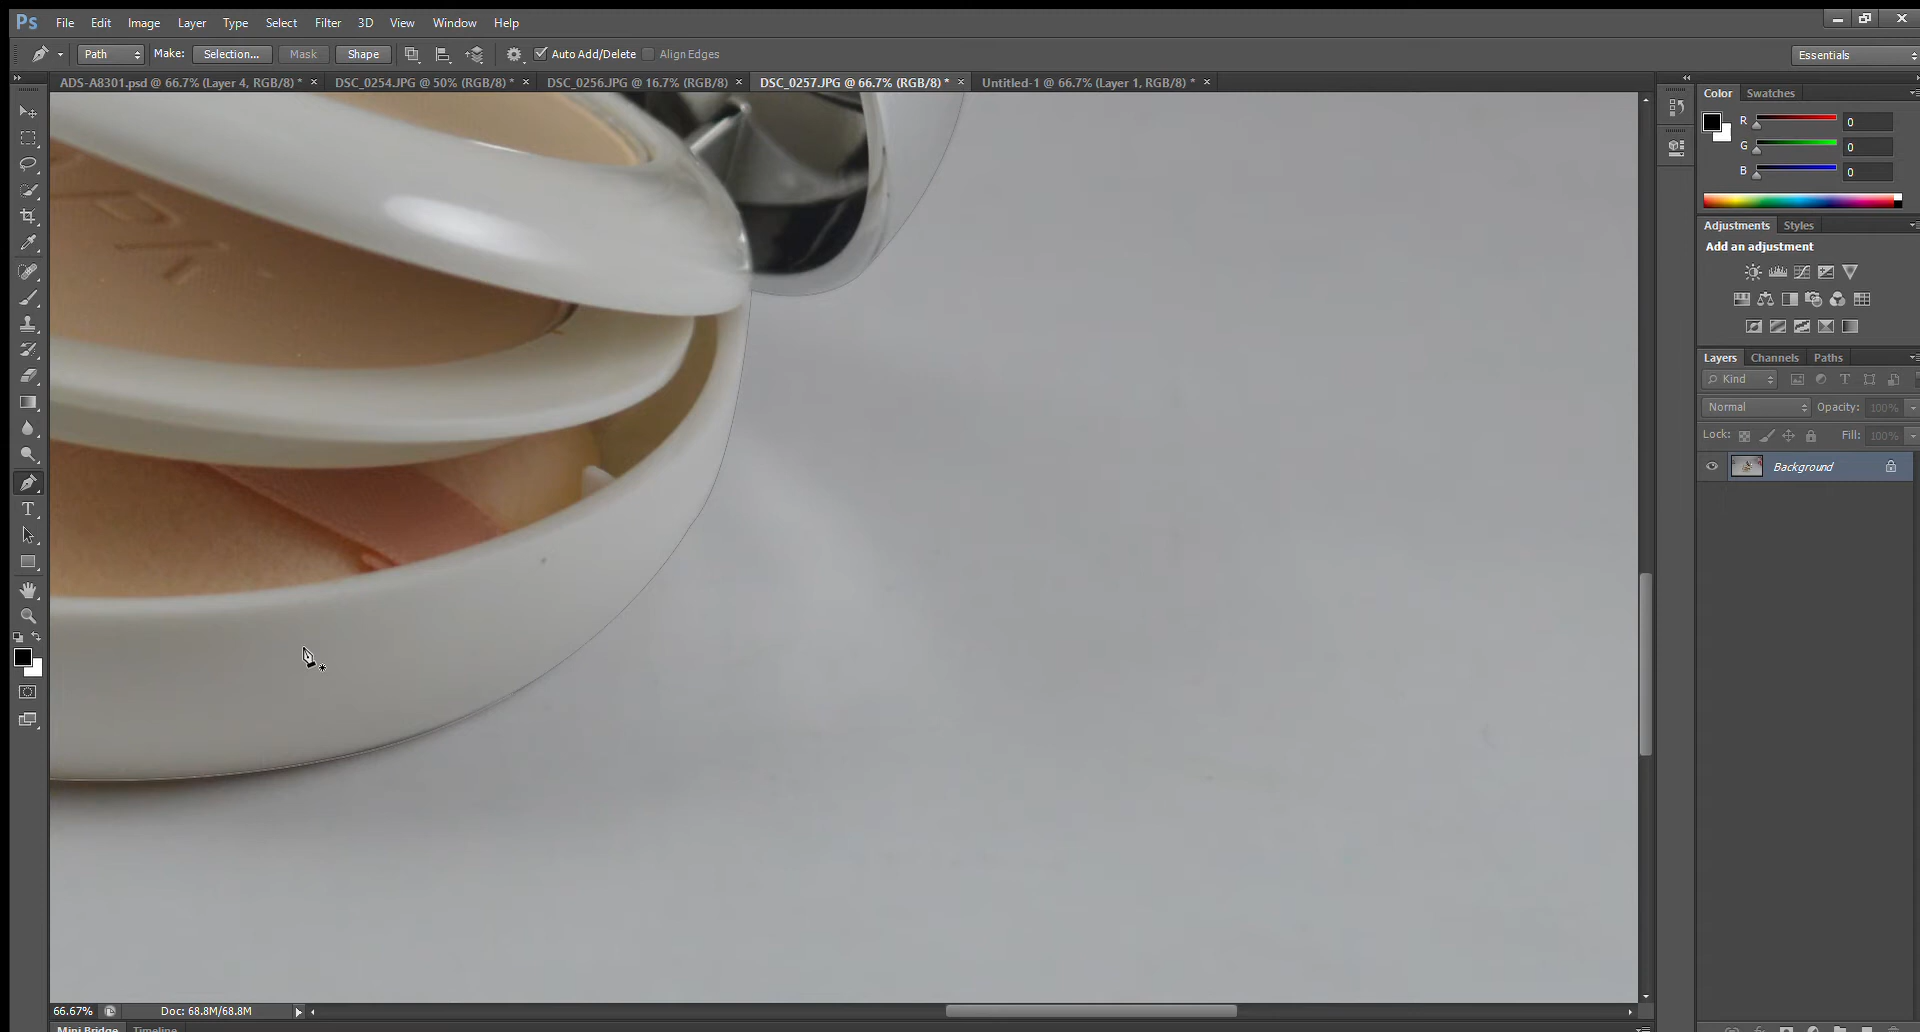 Ps File Edit Image Layer Type Select Filter 3D View Window Help
Path Make: Selection... Mask Shape Auto Add/Delete Align Edges Essentials
ADS-A8301.psd @ 66.7% (Layer 4, RGB/8) * × DSC_0254.JPG @ 50% (RGB/8) * × DSC_0256.JPG @ 16.7% (RGB/8) × DSC_0257.JPG @ 66.7% (RGB/8) * × Untitled-1 @ 66.7% (Layer 1, RGB/8) * ×
Color Swatches
R 0
G 0
B 0
Adjustments Styles
Add an adjustment
Layers Channels Paths
Kind
Normal Opacity: 100%
Lock: Fill: 100%
Background
66.67% Doc: 68.8M/68.8M
Mini Bridge Timeline